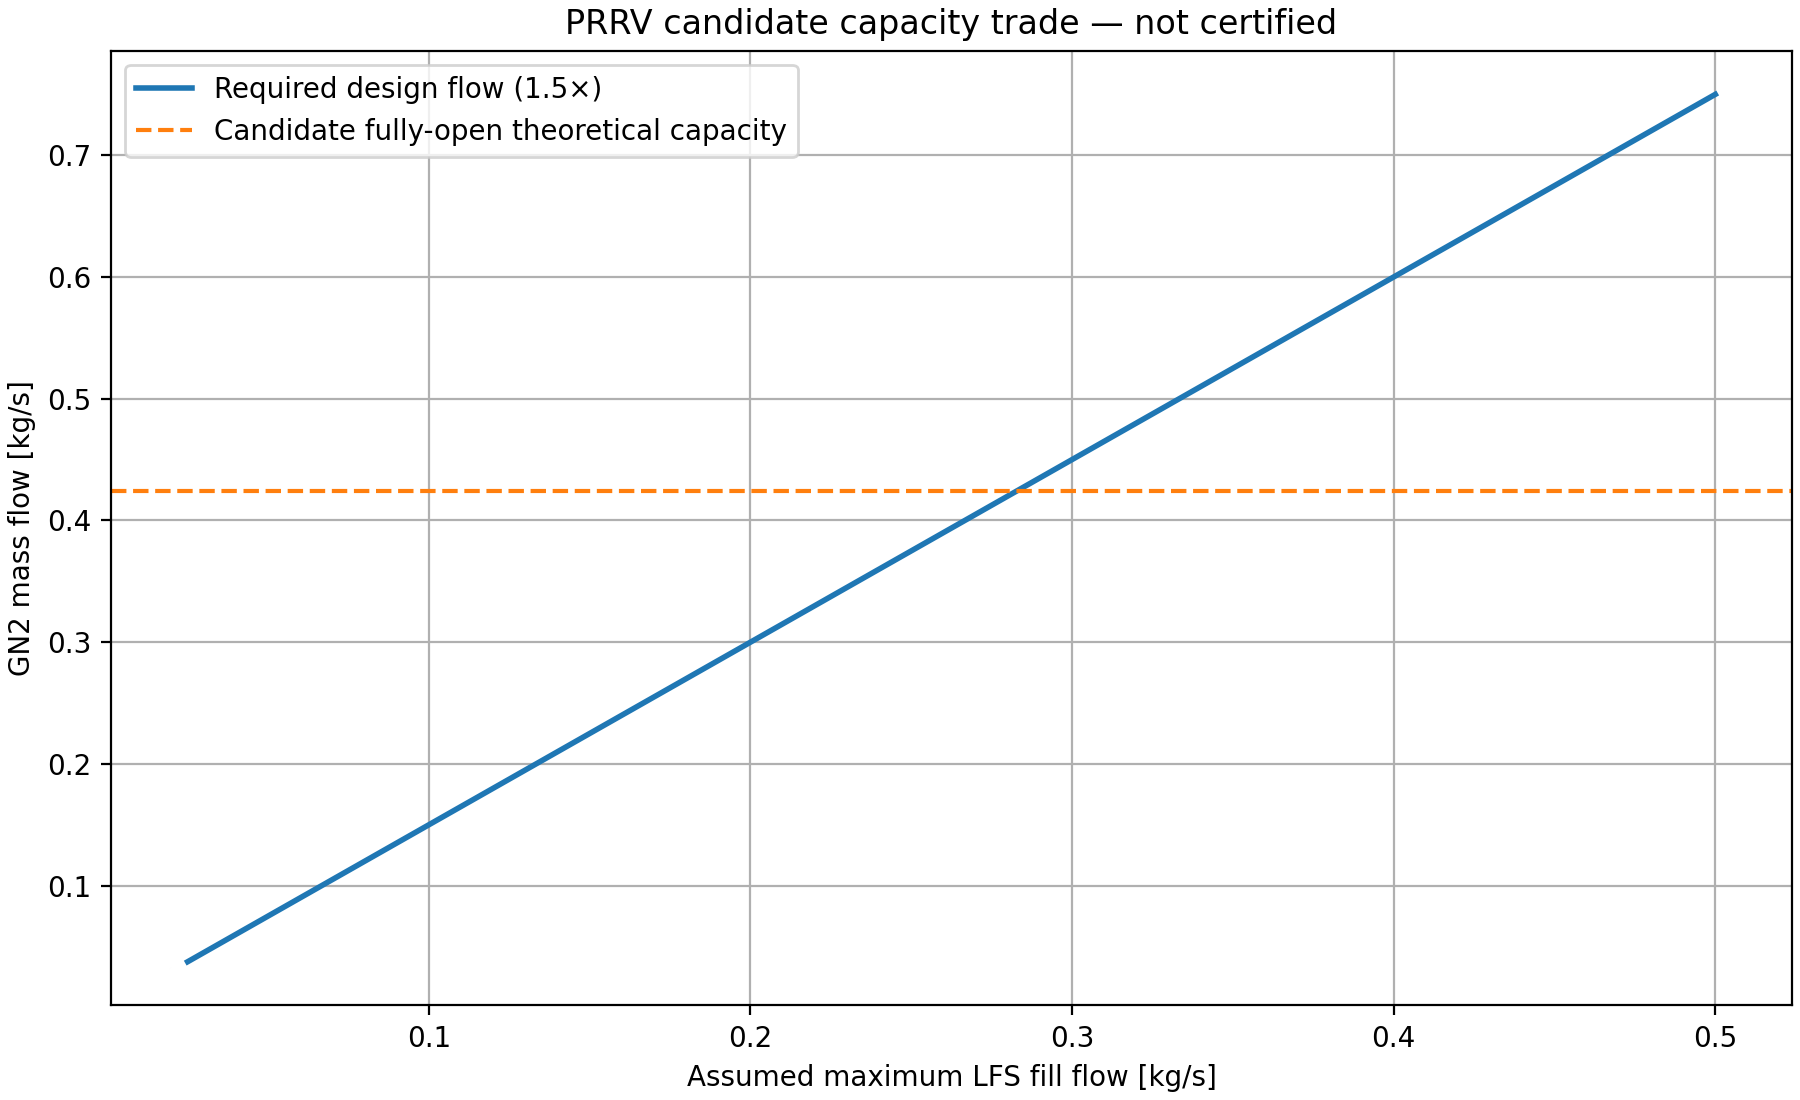 PRRV candidate capacity trade — not certified
Required design flow (1.5×)
Candidate fully-open theoretical capacity
GN2 mass flow [kg/s]
0.7
0.6
0.5
0.4
0.3
0.2
0.1
0.1
0.2
0.3
0.4
0.5
Assumed maximum LFS fill flow [kg/s]